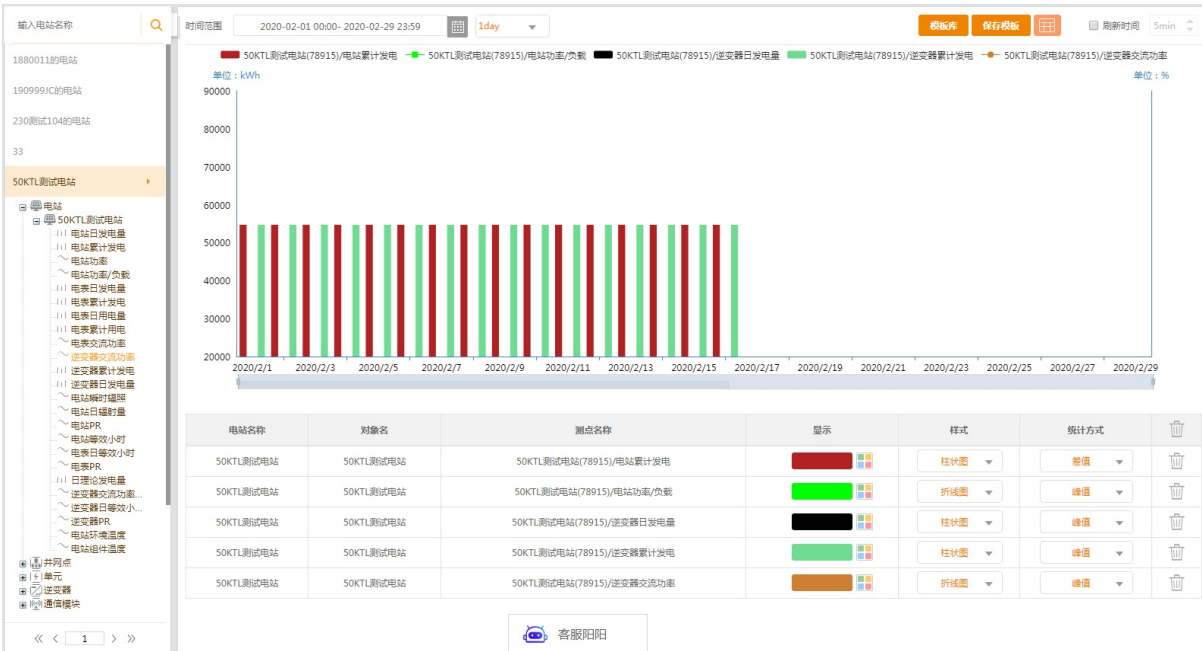 输入电站名称
时间范围 2020-02-01 00:00- 2020-02-29 23:59 1day 模板库 保存模板 刷新时间 5min
1880011的电站
190999JC的电站
230测试104的电站
33
50KTL测试电站
电站
50KTL测试电站
电站日发电量
电站累计发电
电站功率
电站功率/负载
电表日发电量
电表累计发电
电表日用电量
电表累计用电
电表交流功率
逆变器交流功率
逆变器累计发电
逆变器日发电量
电站瞬时辐照
电站日辐射量
电站PR
电站等效小时
电表日等效小时
电表PR
日理论发电量
逆变器交流功率...
逆变器日等效小...
逆变器PR
电站环境温度
电站组件温度
并网点
单元
逆变器
通信模块
1
50KTL测试电站(78915)/电站累计发电 50KTL测试电站(78915)/电站功率/负载 50KTL测试电站(78915)/逆变器日发电量 50KTL测试电站(78915)/逆变器累计发电 50KTL测试电站(78915)/逆变器交流功率
单位：kWh 单位：%
90000
80000
70000
60000
50000
40000
30000
20000
2020/2/1 2020/2/3 2020/2/5 2020/2/7 2020/2/9 2020/2/11 2020/2/13 2020/2/15 2020/2/17 2020/2/19 2020/2/21 2020/2/23 2020/2/25 2020/2/27 2020/2/29
电站名称 对象名 测点名称 显示 样式 统计方式
50KTL测试电站 50KTL测试电站 50KTL测试电站(78915)/电站累计发电 柱状图 差值
50KTL测试电站 50KTL测试电站 50KTL测试电站(78915)/电站功率/负载 折线图 峰值
50KTL测试电站 50KTL测试电站 50KTL测试电站(78915)/逆变器日发电量 柱状图 峰值
50KTL测试电站 50KTL测试电站 50KTL测试电站(78915)/逆变器累计发电 柱状图 峰值
50KTL测试电站 50KTL测试电站 50KTL测试电站(78915)/逆变器交流功率 折线图 峰值
客服阳阳